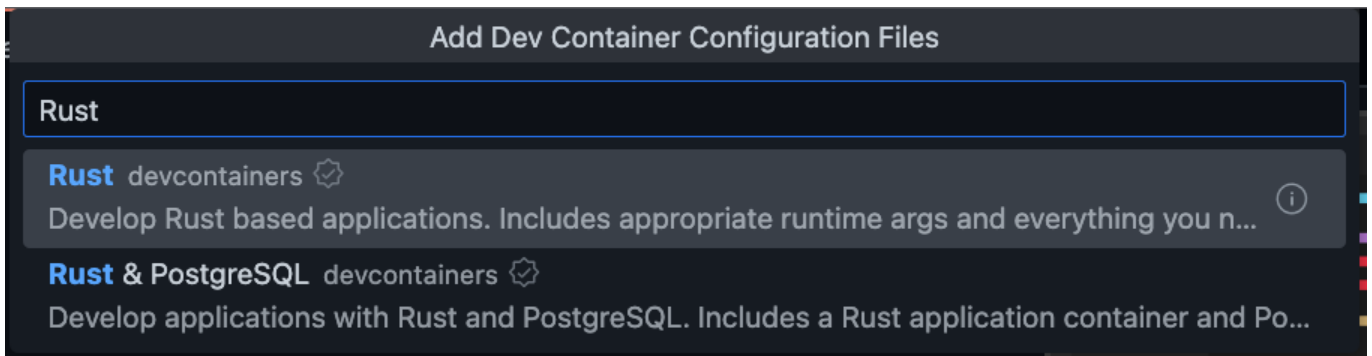 Add Dev Container Configuration Files
Rust
Rust devcontainers
Develop Rust based applications. Includes appropriate runtime args and everything you n...
Rust & PostgreSQL devcontainers
Develop applications with Rust and PostgreSQL. Includes a Rust application container and Po...